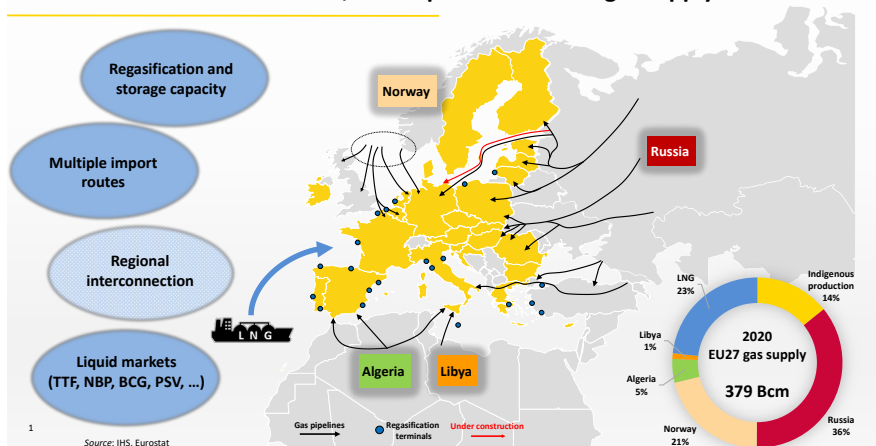 Regasification and
storage capacity
Multiple import
routes
Regional
interconnection
Liquid markets
(TTF, NBP, BCG, PSV, …)
Norway
Russia
Algeria
Libya
LNG
Gas pipelines
Regasification
terminals
Under construction
2020
EU27 gas supply
379 Bcm
LNG
23%
Indigenous
production
14%
Libya
1%
Algeria
5%
Norway
21%
Russia
36%
1
Source: IHS, Eurostat